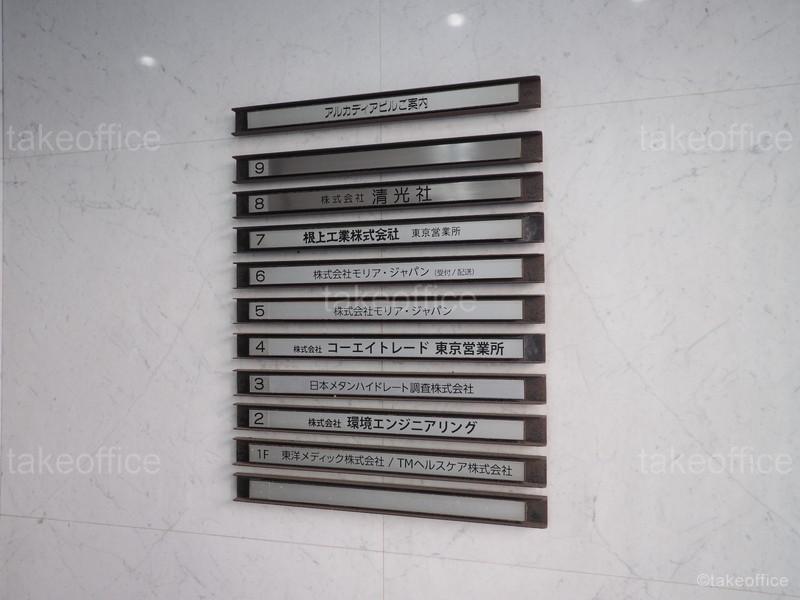 アルカディアビルご案内
9
8 株式会社 清光社
7 根上工業株式会社 東京営業所
6 株式会社モリア・ジャパン (受付/配送)
5 株式会社モリア・ジャパン
4 株式会社 コーエイトレード 東京営業所
3 日本メタンハイドレート調査株式会社
2 株式会社 環境エンジニアリング
1F 東洋メディック株式会社 / TMヘルスケア株式会社
takeoffice
takeoffice
takeoffice
takeoffice
takeoffice
©takeoffice